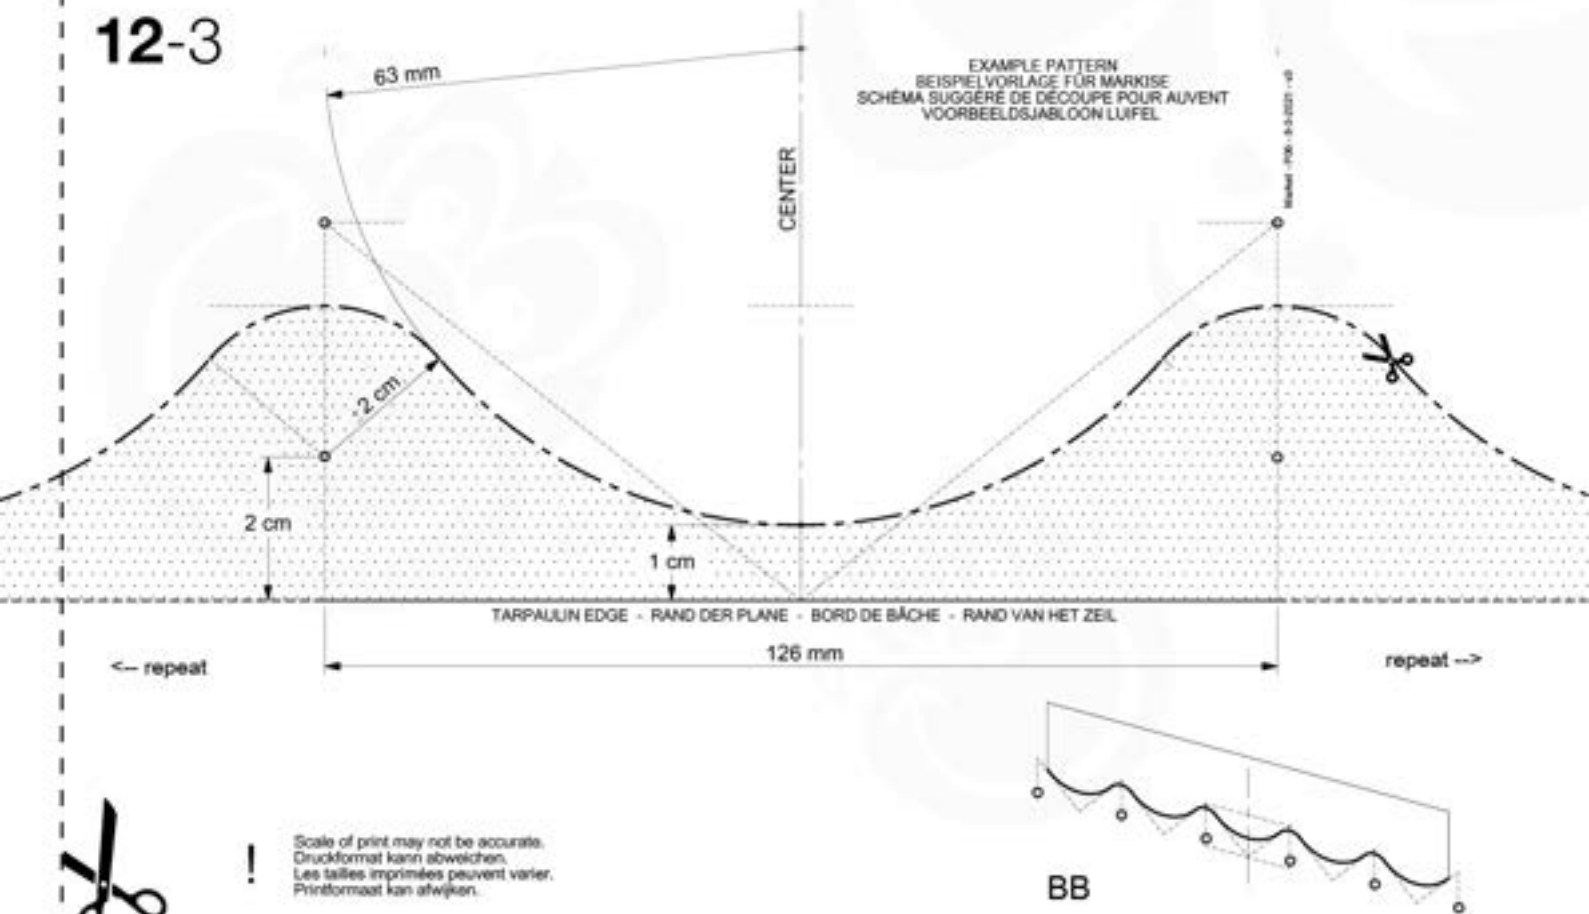 12-3
63 mm
EXAMPLE PATTERN
BEISPIELVORLAGE FÜR MARKISE
SCHÉMA SUGGÉRÉ DE DÉCOUPE POUR AUVENT
VOORBEELDSJABLOON LUIFEL
CENTER
2 cm
2 cm
1 cm
TARPAULIN EDGE - RAND DER PLANE - BORD DE BÂCHE - RAND VAN HET ZEIL
126 mm
<-- repeat
repeat -->
!
Scale of print may not be accurate.
Druckformat kann abweichen.
Les tailles imprimées peuvent varier.
Printformaat kan afwijken.
BB